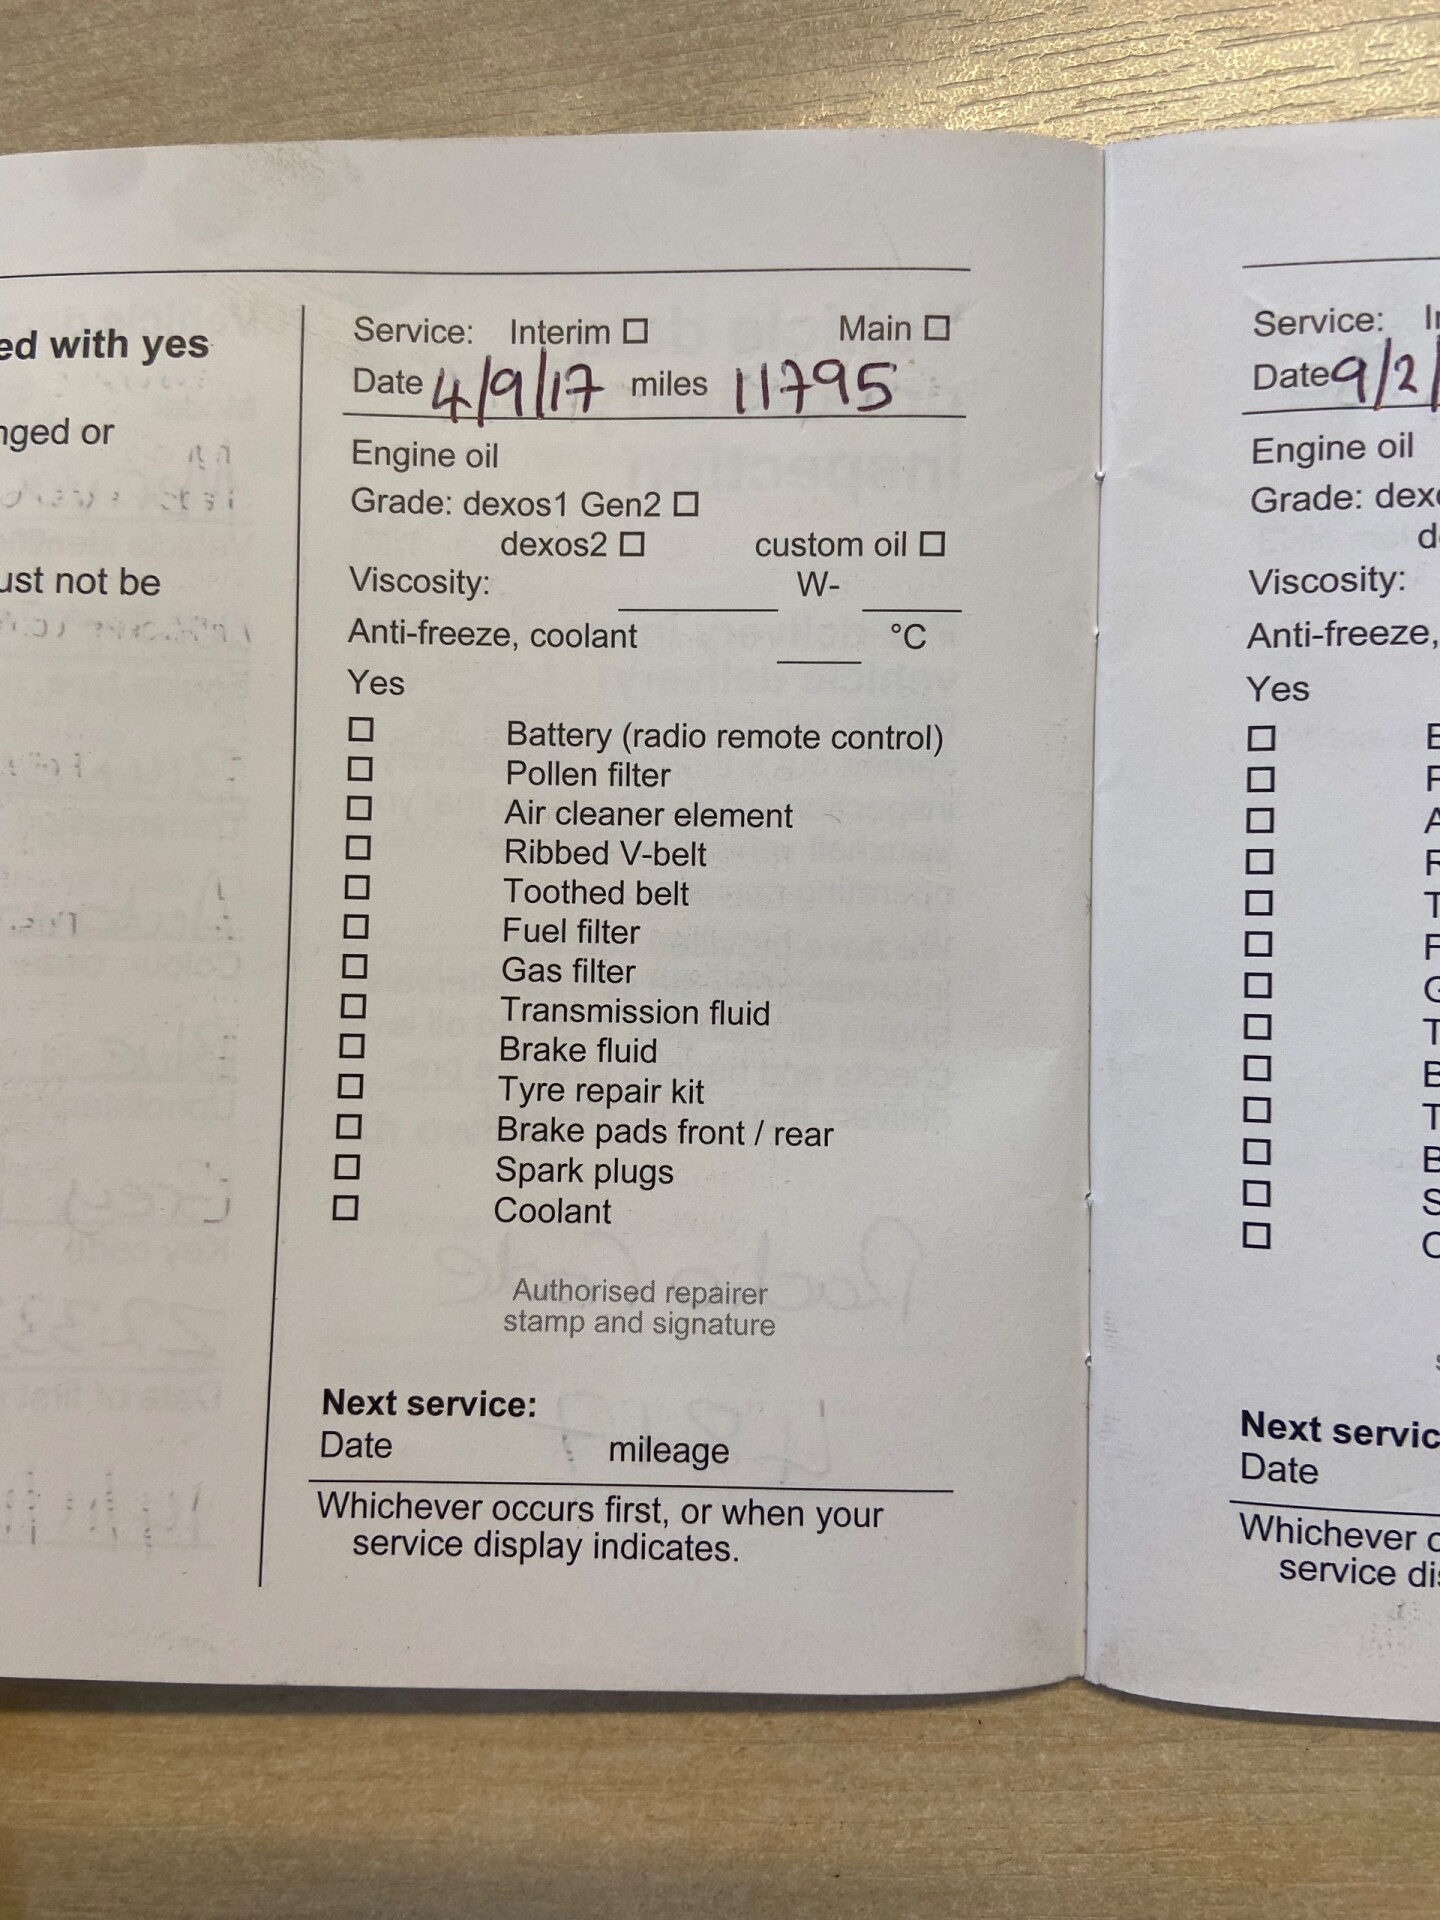 ed with yes
nged or
ust not be
Service: Interim ☐ Main ☐
Date 4/9/17 miles 11795
Engine oil
Grade: dexos1 Gen2 ☐
dexos2 ☐ custom oil ☐
Viscosity: ____ W- ____
Anti-freeze, coolant ____ °C
Yes
☐ Battery (radio remote control)
☐ Pollen filter
☐ Air cleaner element
☐ Ribbed V-belt
☐ Toothed belt
☐ Fuel filter
☐ Gas filter
☐ Transmission fluid
☐ Brake fluid
☐ Tyre repair kit
☐ Brake pads front / rear
☐ Spark plugs
☐ Coolant
Authorised repairer
stamp and signature
Next service:
Date mileage
Whichever occurs first, or when your
service display indicates.
Service: I
Date 9/2/
Engine oil
Grade: dexo
d
Viscosity:
Anti-freeze,
Yes
☐ B
☐ P
☐ A
☐ R
☐ T
☐ F
☐ G
☐ T
☐ B
☐ T
☐ B
☐ S
☐ C
Next servic
Date
Whichever o
service dis